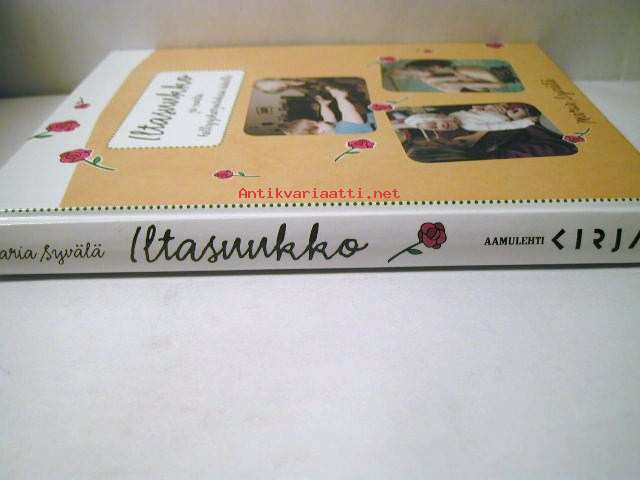 Iltasuukko
Antikvariaatti.net
aria Syvälä Iltasuukko AAMULEHTI KIRJA